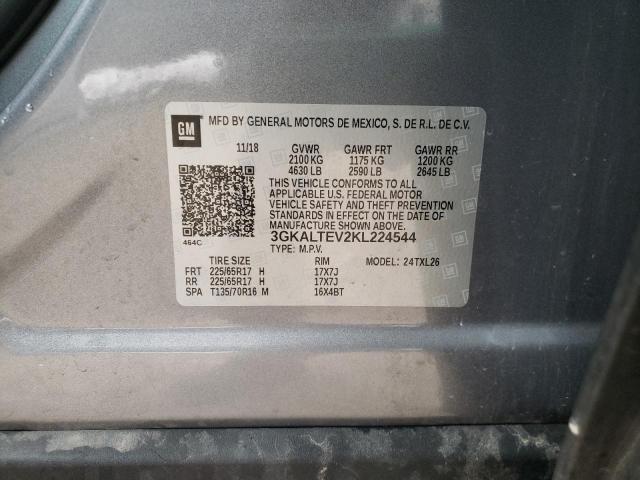 GM MFD BY GENERAL MOTORS DE MEXICO, S. DE R.L. DE C.V.
11/18 GVWR GAWR FRT GAWR RR
2100 KG 1175 KG 1200 KG
4630 LB 2590 LB 2645 LB
THIS VEHICLE CONFORMS TO ALL
APPLICABLE U.S. FEDERAL MOTOR
VEHICLE SAFETY AND THEFT PREVENTION
STANDARDS IN EFFECT ON THE DATE OF
MANUFACTURE SHOWN ABOVE.
464C 3GKALTEV2KL224544
TYPE: M.P.V. MODEL: 24TXL26
TIRE SIZE RIM
FRT 225/65R17 H 17X7J
RR 225/65R17 H 17X7J
SPA T135/70R16 M 16X4BT